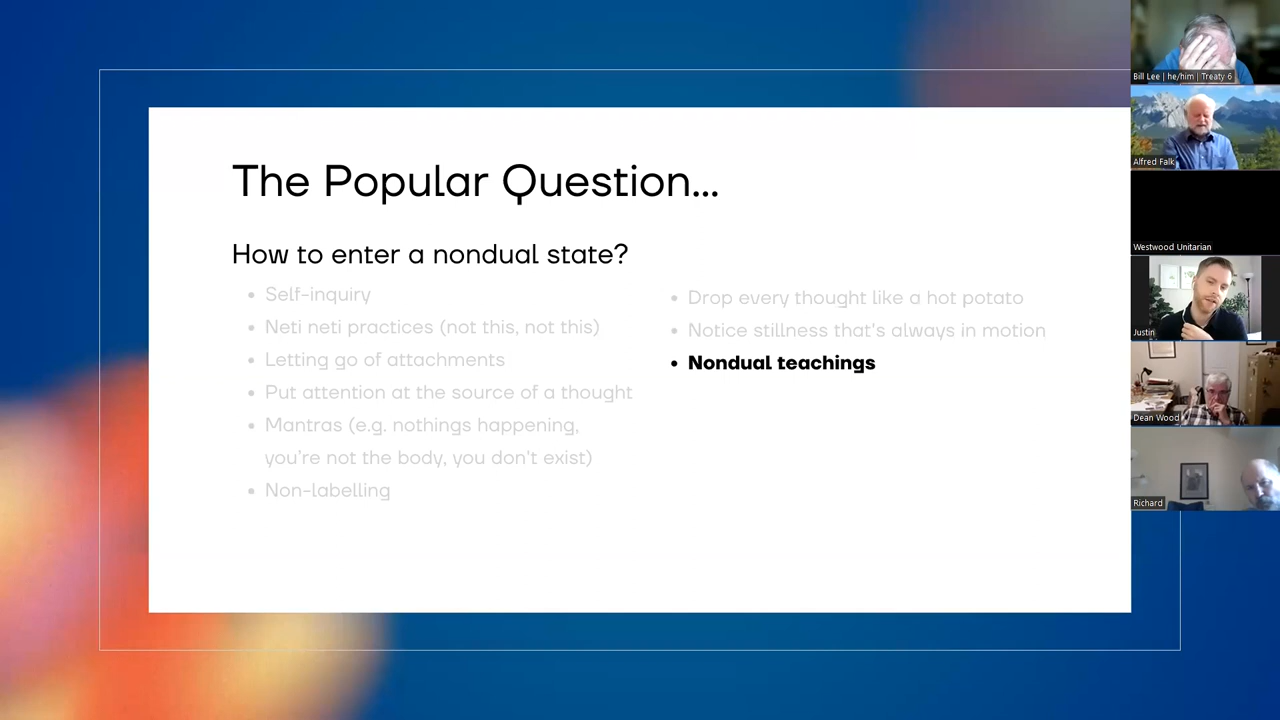 The Popular Question...
How to enter a nondual state?
• Self-inquiry
• Neti neti practices (not this, not this)
• Letting go of attachments
• Put attention at the source of a thought
• Mantras (e.g. nothings happening,
you're not the body, you don't exist)
• Non-labelling
• Drop every thought like a hot potato
• Notice stillness that's always in motion
• Nondual teachings
Bill Lee | he/him | Treaty 6
Alfred Falk
Westwood Unitarian
Justin
Dean Wood
Richard